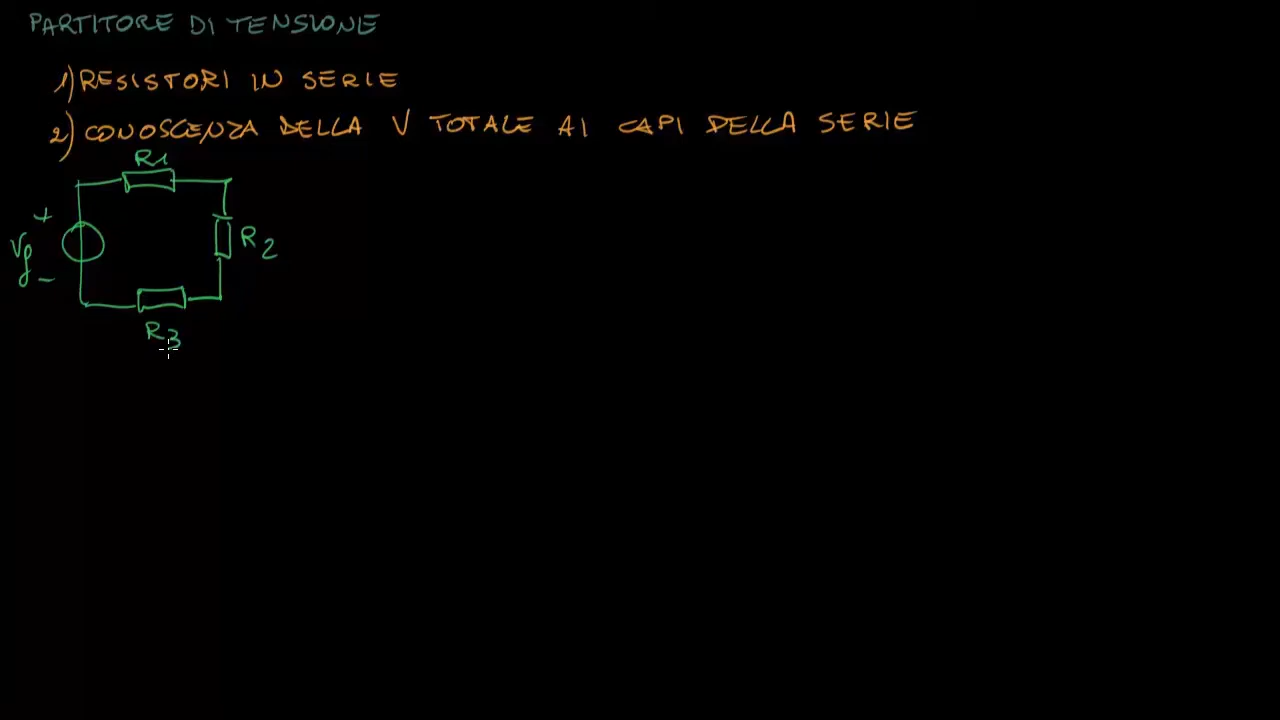 PARTITORE DI TENSIONE
1) RESISTORI IN SERIE
2) CONOSCENZA DELLA V TOTALE AI CAPI DELLA SERIE
R1
+
Vg
R2
-
R3